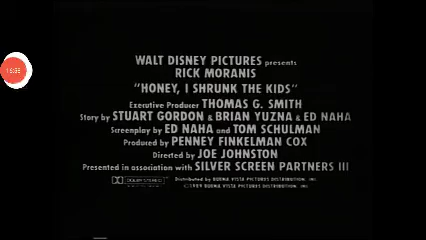 WALT DISNEY PICTURES presents
RICK MORANIS
"HONEY, I SHRUNK THE KIDS"
Executive Producer THOMAS G. SMITH
Story by STUART GORDON & BRIAN YUZNA & ED NAHA
Screenplay by ED NAHA and TOM SCHULMAN
Produced by PENNEY FINKELMAN COX
Directed by JOE JOHNSTON
Presented in association with SILVER SCREEN PARTNERS III
DOLBY STEREO Distributed by BUENA VISTA PICTURES DISTRIBUTION, INC.
© 1989 BUENA VISTA PICTURES DISTRIBUTION, INC.